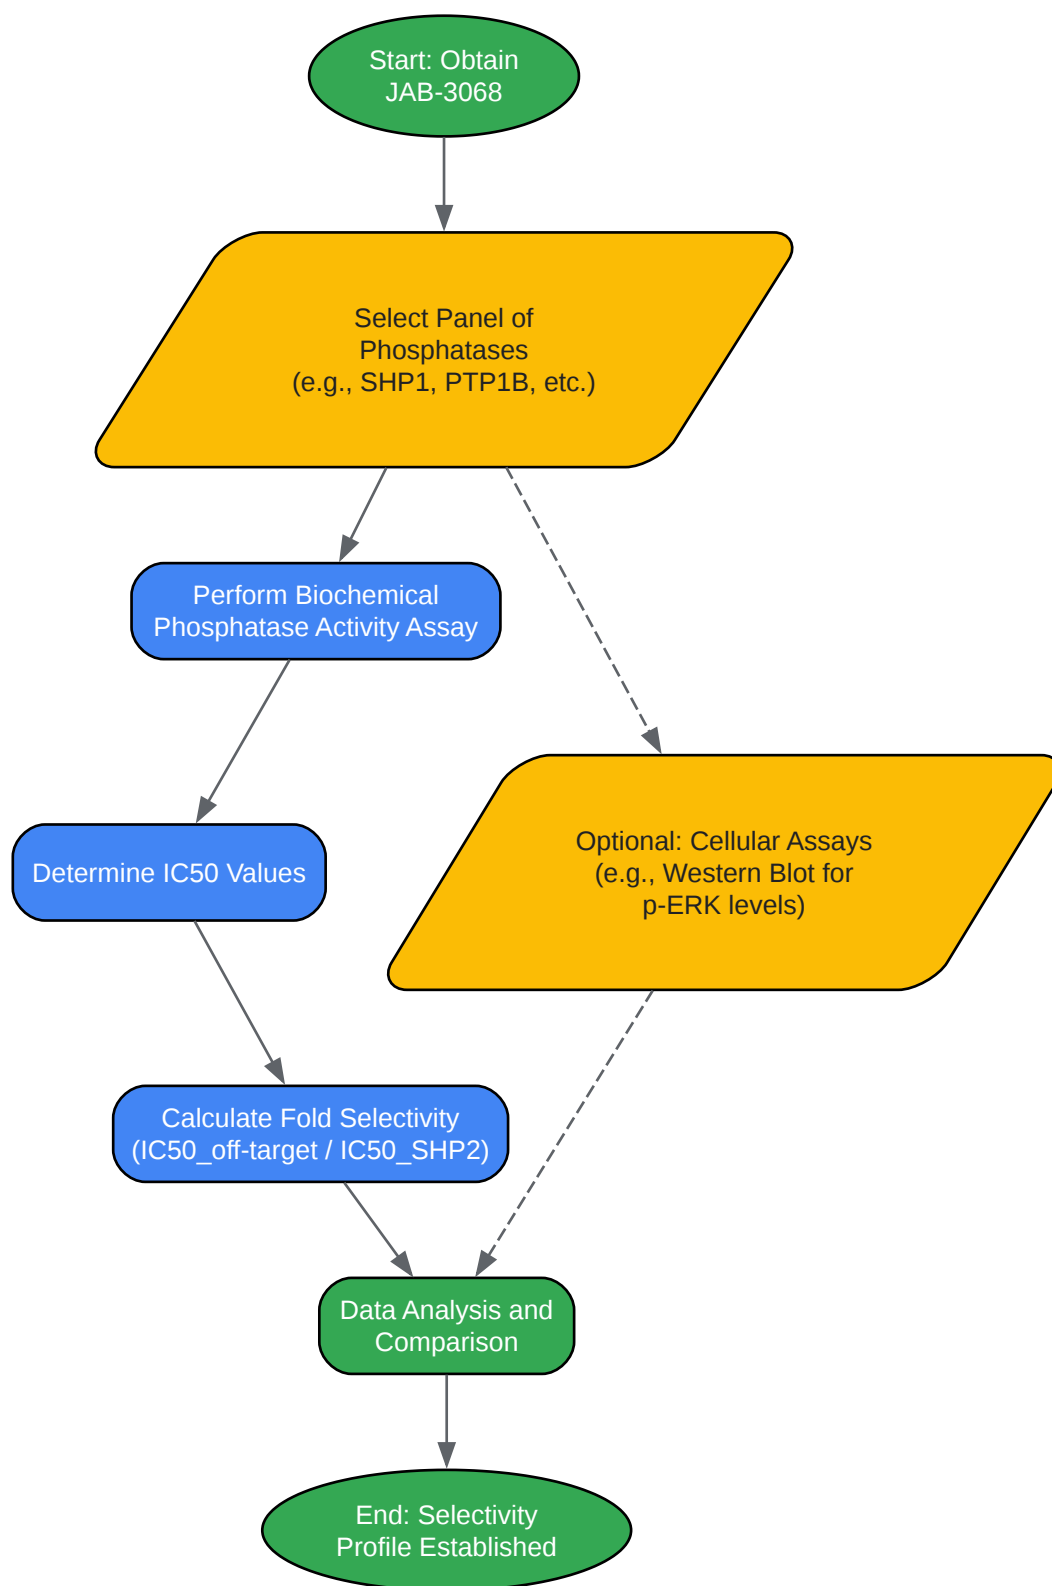 Start: Obtain
JAB-3068
Select Panel of
Phosphatases
(e.g., SHP1, PTP1B, etc.)
Perform Biochemical
Phosphatase Activity Assay
Optional: Cellular Assays
(e.g., Western Blot for
p-ERK levels)
Determine IC50 Values
Calculate Fold Selectivity
(IC50_off-target / IC50_SHP2)
Data Analysis and
Comparison
End: Selectivity
Profile Established